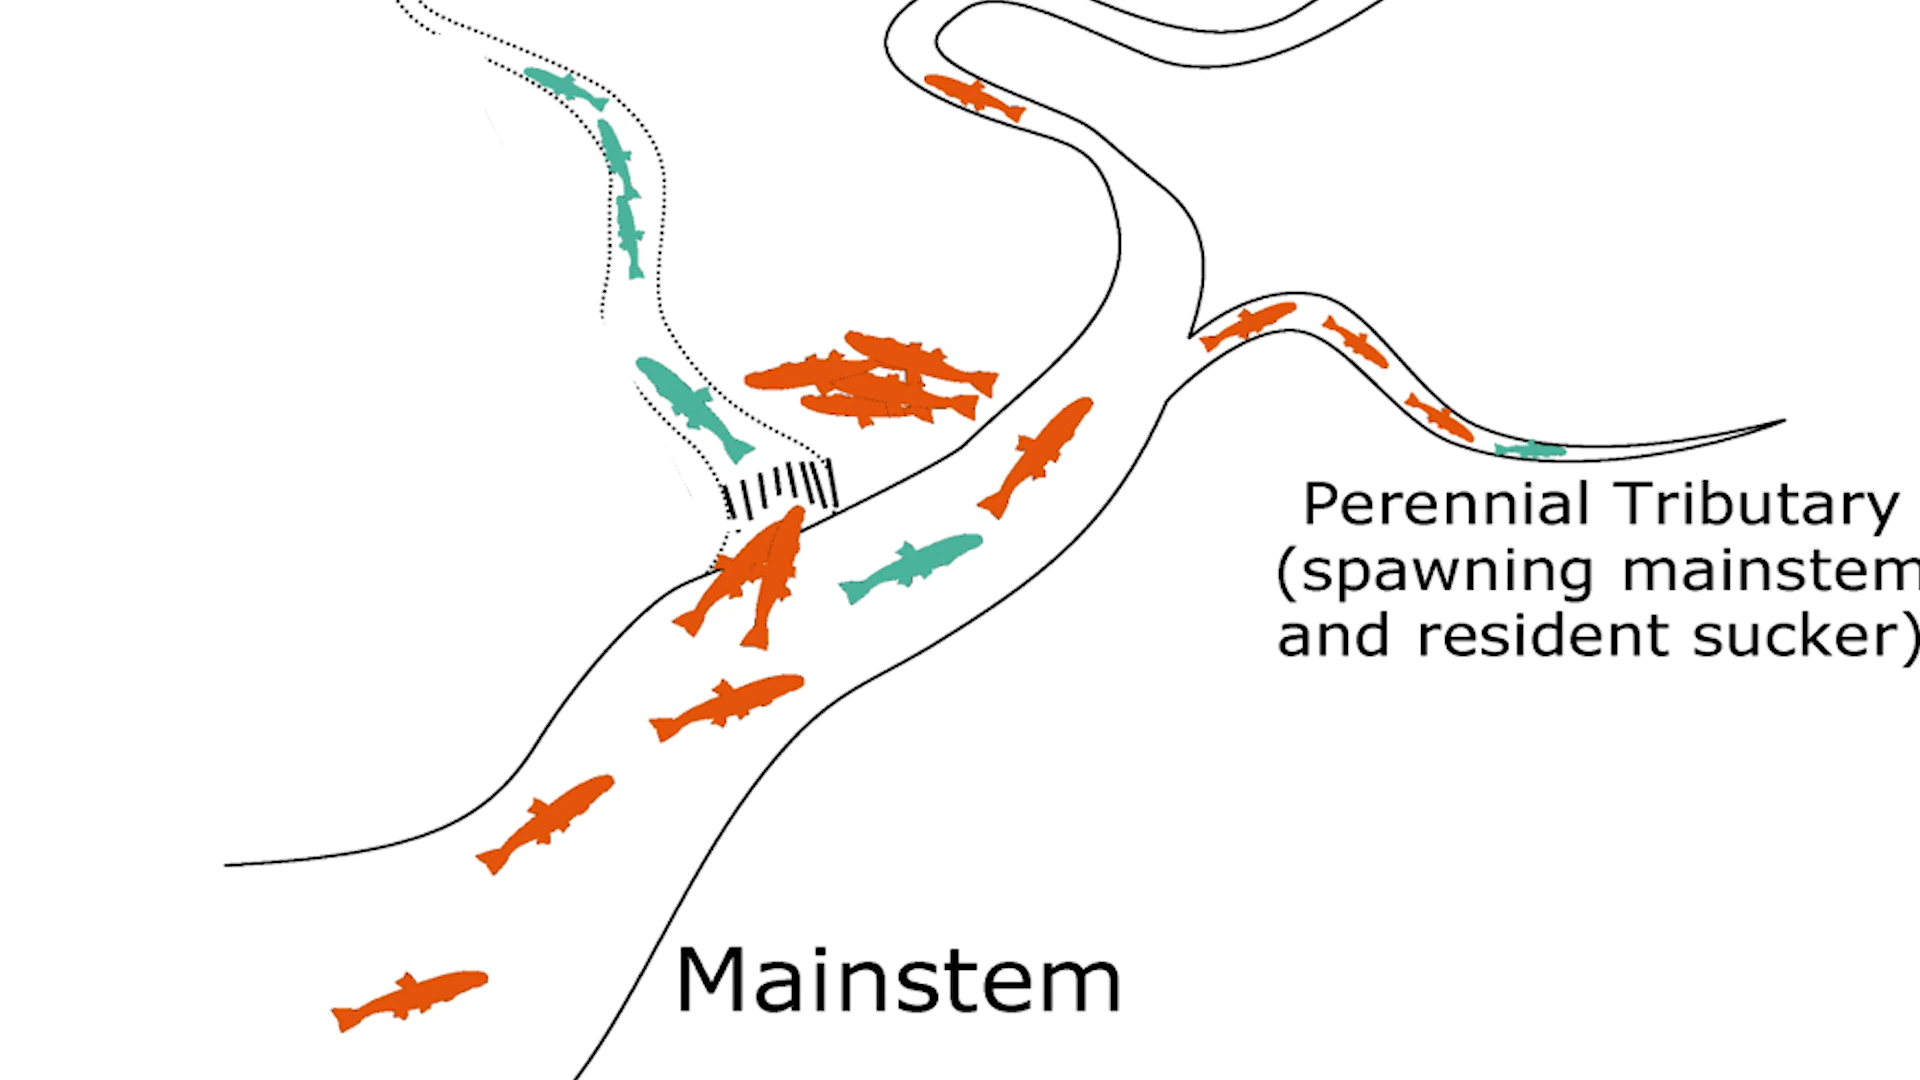 Perennial Tributary
(spawning mainstem
and resident sucker)
Mainstem